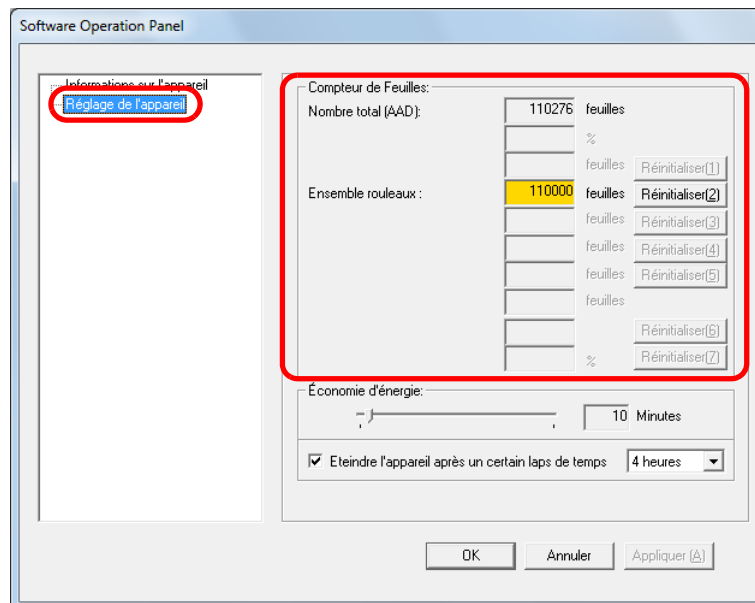 Software Operation Panel
Informations sur l'appareil
Réglage de l'appareil
Compteur de Feuilles:
Nombre total (AAD): 110276 feuilles
%
feuilles Réinitialiser(1)
Ensemble rouleaux : 110000 feuilles Réinitialiser(2)
feuilles Réinitialiser(3)
feuilles Réinitialiser(4)
feuilles Réinitialiser(5)
feuilles
Réinitialiser(6)
% Réinitialiser(7)
Économie d'énergie:
10 Minutes
Eteindre l'appareil après un certain laps de temps 4 heures
OK Annuler Appliquer (A)